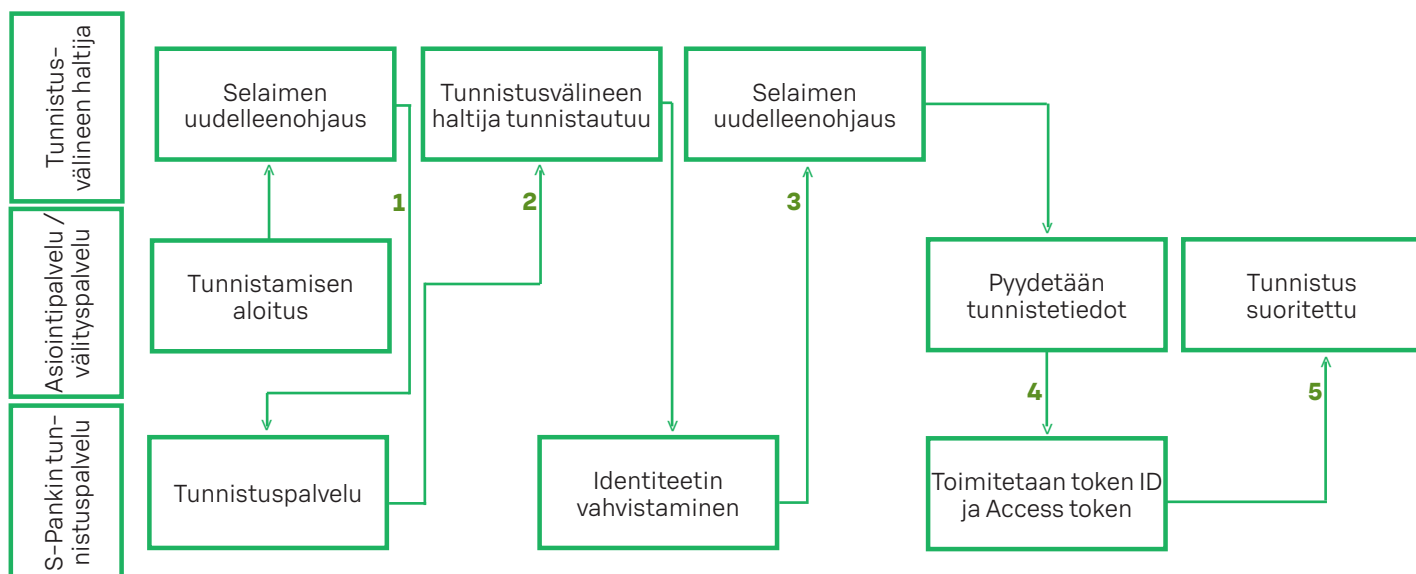 Tunnistus-
välineen haltija
Selaimen
uudelleenohjaus
Tunnistusvälineen
haltija tunnistautuu
Selaimen
uudelleenohjaus
1
2
3
Asiointipalvelu /
välityspalvelu
Tunnistamisen
aloitus
Pyydetään
tunnistetiedot
Tunnistus
suoritettu
4
5
S-Pankin tun-
nistuspalvelu
Tunnistuspalvelu
Identiteetin
vahvistaminen
Toimitetaan token ID
ja Access token